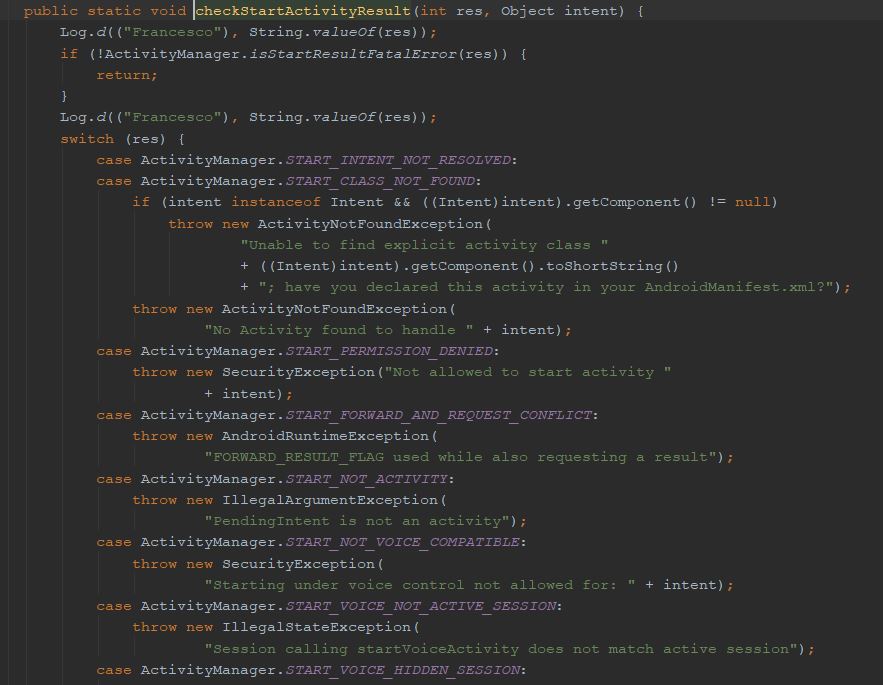 public static void checkStartActivityResult(int res, Object intent) {
Log.d(("Francesco"), String.valueOf(res));
if (!ActivityManager.isStartResultFatalError(res)) {
return;
}
Log.d(("Francesco"), String.valueOf(res));
switch (res) {
case ActivityManager.START_INTENT_NOT_RESOLVED:
case ActivityManager.START_CLASS_NOT_FOUND:
if (intent instanceof Intent && ((Intent)intent).getComponent() != null)
throw new ActivityNotFoundException(
"Unable to find explicit activity class "
+ ((Intent)intent).getComponent().toShortString()
+ "; have you declared this activity in your AndroidManifest.xml?");
throw new ActivityNotFoundException(
"No Activity found to handle " + intent);
case ActivityManager.START_PERMISSION_DENIED:
throw new SecurityException("Not allowed to start activity "
+ intent);
case ActivityManager.START_FORWARD_AND_REQUEST_CONFLICT:
throw new AndroidRuntimeException(
"FORWARD_RESULT_FLAG used while also requesting a result");
case ActivityManager.START_NOT_ACTIVITY:
throw new IllegalArgumentException(
"PendingIntent is not an activity");
case ActivityManager.START_NOT_VOICE_COMPATIBLE:
throw new SecurityException(
"Starting under voice control not allowed for: " + intent);
case ActivityManager.START_VOICE_NOT_ACTIVE_SESSION:
throw new IllegalStateException(
"Session calling startVoiceActivity does not match active session");
case ActivityManager.START_VOICE_HIDDEN_SESSION: